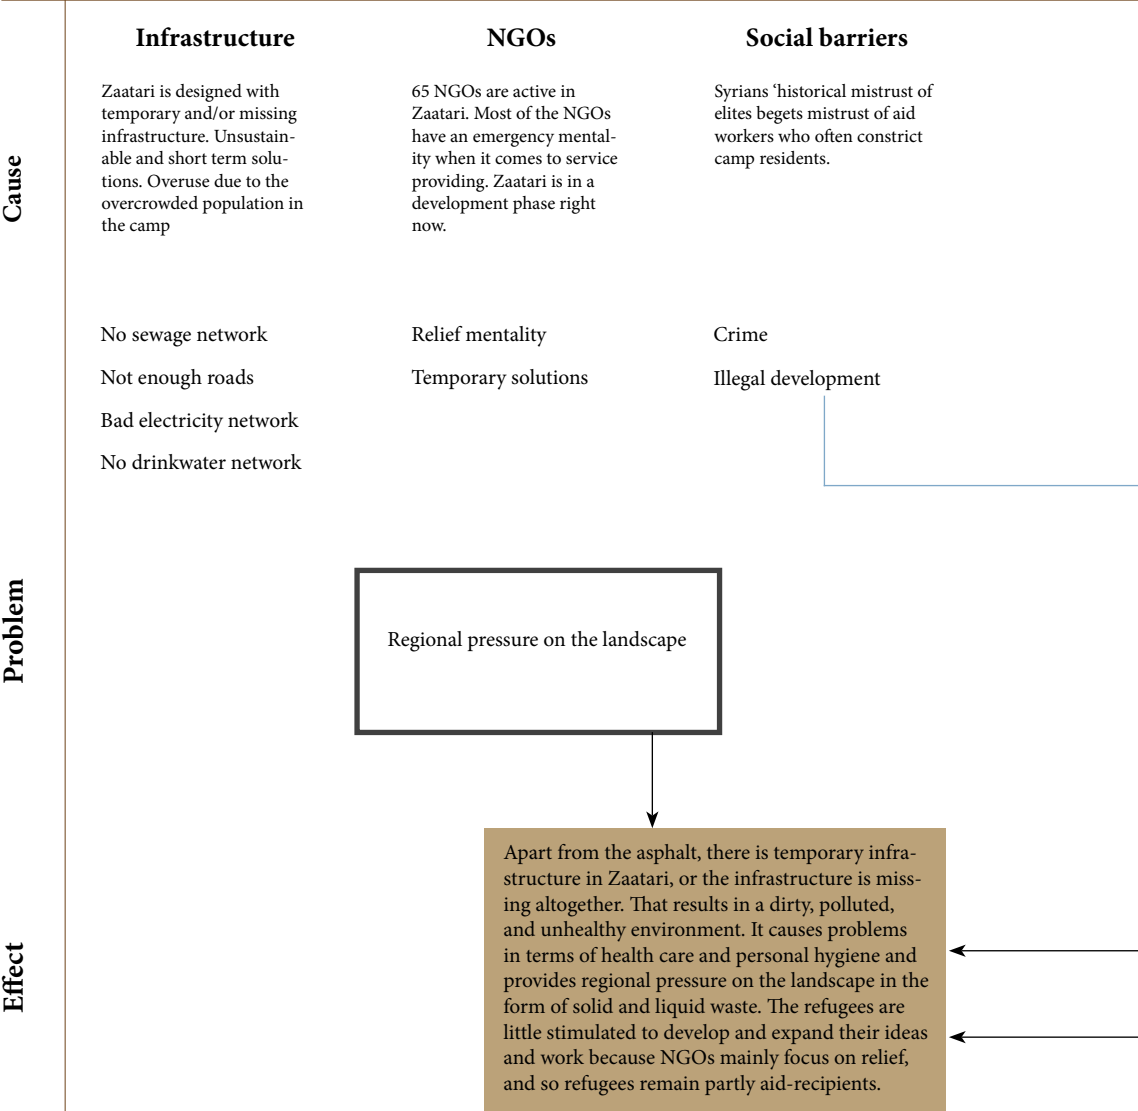 Infrastructure
NGOs
Social barriers
Cause
Zaatari is designed with
temporary and/or missing
infrastructure. Unsustain-
able and short term solu-
tions. Overuse due to the
overcrowded population in
the camp
65 NGOs are active in
Zaatari. Most of the NGOs
have an emergency mental-
ity when it comes to service
providing. Zaatari is in a
development phase right
now.
Syrians ‘historical mistrust of
elites begets mistrust of aid
workers who often constrict
camp residents.
No sewage network
Not enough roads
Bad electricity network
No drinkwater network
Relief mentality
Temporary solutions
Crime
Illegal development
Problem
Regional pressure on the landscape
Effect
Apart from the asphalt, there is temporary infra-
structure in Zaatari, or the infrastructure is miss-
ing altogether. That results in a dirty, polluted,
and unhealthy environment. It causes problems
in terms of health care and personal hygiene and
provides regional pressure on the landscape in the
form of solid and liquid waste. The refugees are
little stimulated to develop and expand their ideas
and work because NGOs mainly focus on relief,
and so refugees remain partly aid-recipients.